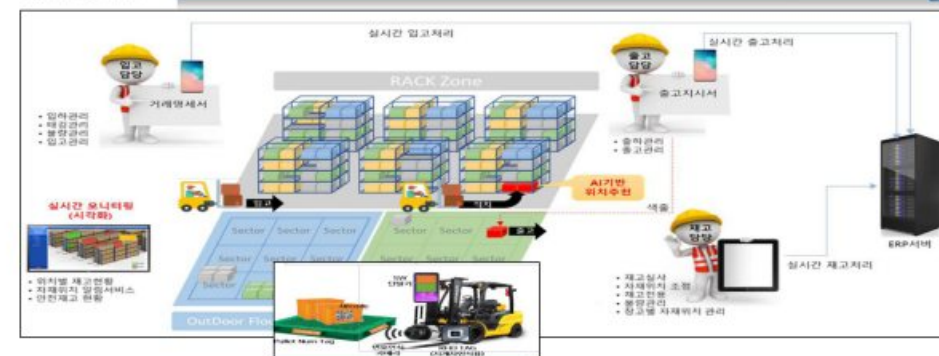 실시간 입고처리
실시간 출고처리
입고
담당
출고
담당
RACK Zone
거래명세서
출고지시서
• 입하관리
• 태깅관리
• 불량관리
• 입고관리
• 출하관리
• 출고관리
AI기반
위치추천
입고
적치
색출
실시간 모니터링
(시각화)
Sector Sector Sector
Sector Sector
출고
Sector
Sector
Sector
재고
담당
ERP서버
실시간 재고처리
• 위치별 재고현황
• 자재위치 알림서비스
• 안전재고 현황
• 재고실사
• 자재위치 조정
• 재고전용
• 불량관리
• 창고별 자재위치 관리
OutDoor
Pallet Num Tag